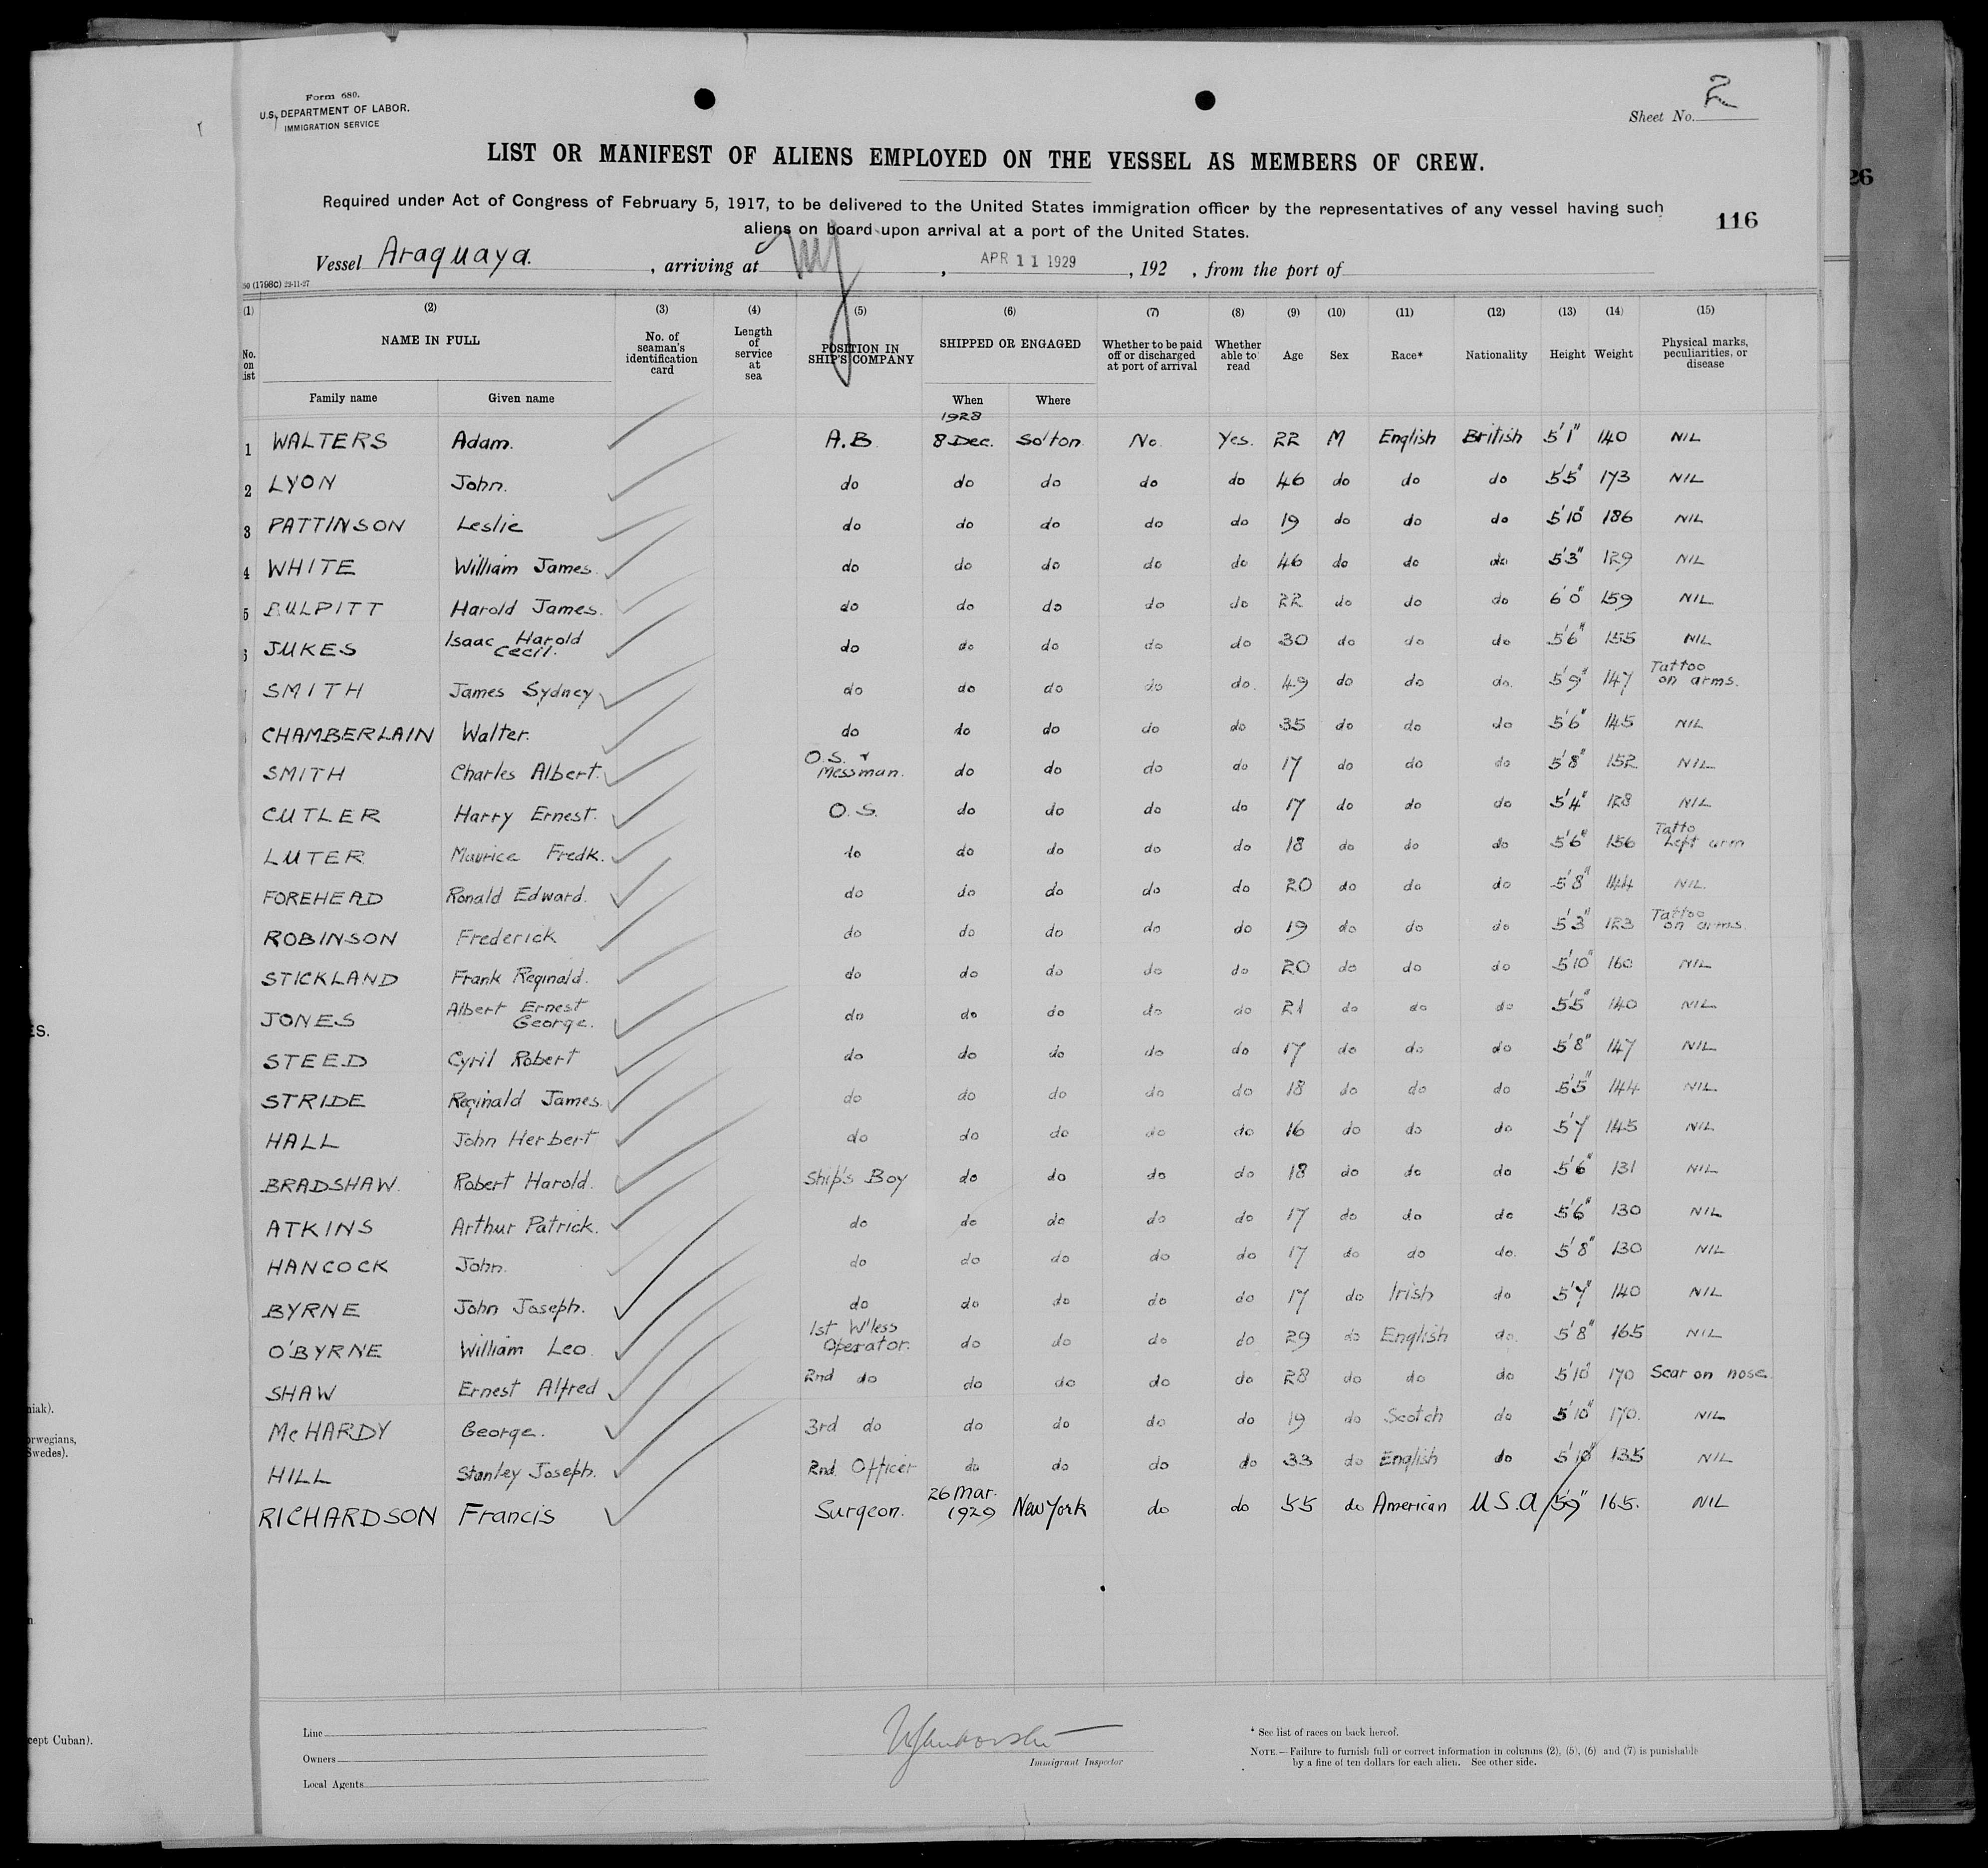 Form 680.
U.S. DEPARTMENT OF LABOR.
IMMIGRATION SERVICE
Sheet No. 2
LIST OR MANIFEST OF ALIENS EMPLOYED ON THE VESSEL AS MEMBERS OF CREW.
Required under Act of Congress of February 5, 1917, to be delivered to the United States immigration officer by the representatives of any vessel having such
aliens on board upon arrival at a port of the United States.
116
26
Vessel Araguaya. , arriving at NY , APR 11 1929 , 192 , from the port of
50 (1798C) 23-11-27
(1) (2) (3) (4) (5) (6) (7) (8) (9) (10) (11) (12) (13) (14) (15)
No. on list NAME IN FULL No. of seaman's identification card Length of service at sea POSITION IN SHIP'S COMPANY SHIPPED OR ENGAGED Whether to be paid off or discharged at port of arrival Whether able to read Age Sex Race* Nationality Height Weight Physical marks, peculiarities, or disease
Family name Given name When Where
1928
1 WALTERS Adam. A.B. 8 Dec. So'ton No. Yes. 22 M English British 5'1" 140 NIL
2 LYON John. do do do do do 46 do do do 5'5" 173 NIL
3 PATTINSON Leslie do do do do do 19 do do do 5'10" 186 NIL
4 WHITE William James. do do do do do 46 do do do 5'3" 129 NIL
5 BULPITT Harold James. do do do do do 22 do do do 6'0" 159 NIL
JUKES Isaac Harold Cecil. do do do do do 30 do do do 5'6" 155 NIL
SMITH James Sydney do do do do do. 49 do do do. 5'9" 147 Tattoo on arms.
CHAMBERLAIN Walter. do do do do do 35 do do do 5'6" 145 NIL
SMITH Charles Albert. O.S. & Messman. do do do do 17 do do do 5'8" 152 NIL
CUTLER Harry Ernest. O.S. do do do do 17 do do do 5'4" 128 NIL
LUTER Maurice Fredk. do do do do do 18 do do do 5'6" 156 Tatto Left arm
FOREHEAD Ronald Edward. do do do do do 20 do do do 5'8" 144 NIL.
ROBINSON Frederick do do do do do 19 do do do 5'3" 123 Tattoo on arms.
STICKLAND Frank Reginald. do do do do do 20 do do do 5'10" 160 NIL
JONES Albert Ernest George. do do do do do 21 do do do 5'5" 140 NIL
STEED Cyril Robert do do do do do 17 do do do 5'8" 147 NIL
STRIDE Reginald James. do do do do do 18 do do do 5'5" 144 NIL.
HALL John Herbert do do do do do 16 do do do 5'7 145 NIL
BRADSHAW. Robert Harold. Ship's Boy do do do do 18 do do do 5'6" 131 NIL
ATKINS Arthur Patrick. do do do do do 17 do do do 5'6" 130 NIL
HANCOCK John. do do do do do 17 do do do. 5'8" 130 NIL
BYRNE John Joseph. do do do do do 17 do Irish do 5'7" 140 NIL
O'BYRNE William Leo. 1st W'less Operator. do do do do 29 do English do. 5'8" 165 NIL
SHAW Ernest Alfred 2nd do do do do do 28 do do do 5'10" 170 Scar on nose
McHARDY George. 3rd do do do do do 19 do Scotch do 5'10" 170. NIL
HILL Stanley Joseph. 2nd. Officer do do do do 33 do English do 5'10" 135 NIL
RICHARDSON Francis Surgeon. 26 Mar. 1929 New York do do 55 do American U.S.A 5'9" 165. NIL
Line
Owners
Local Agents
Immigrant Inspector
* See list of races on back hereof.
NOTE.—Failure to furnish full or correct information in columns (2), (5), (6) and (7) is punishable
by a fine of ten dollars for each alien. See other side.
ES.
niak).
orwegians,
Swedes).
n.
cept Cuban).